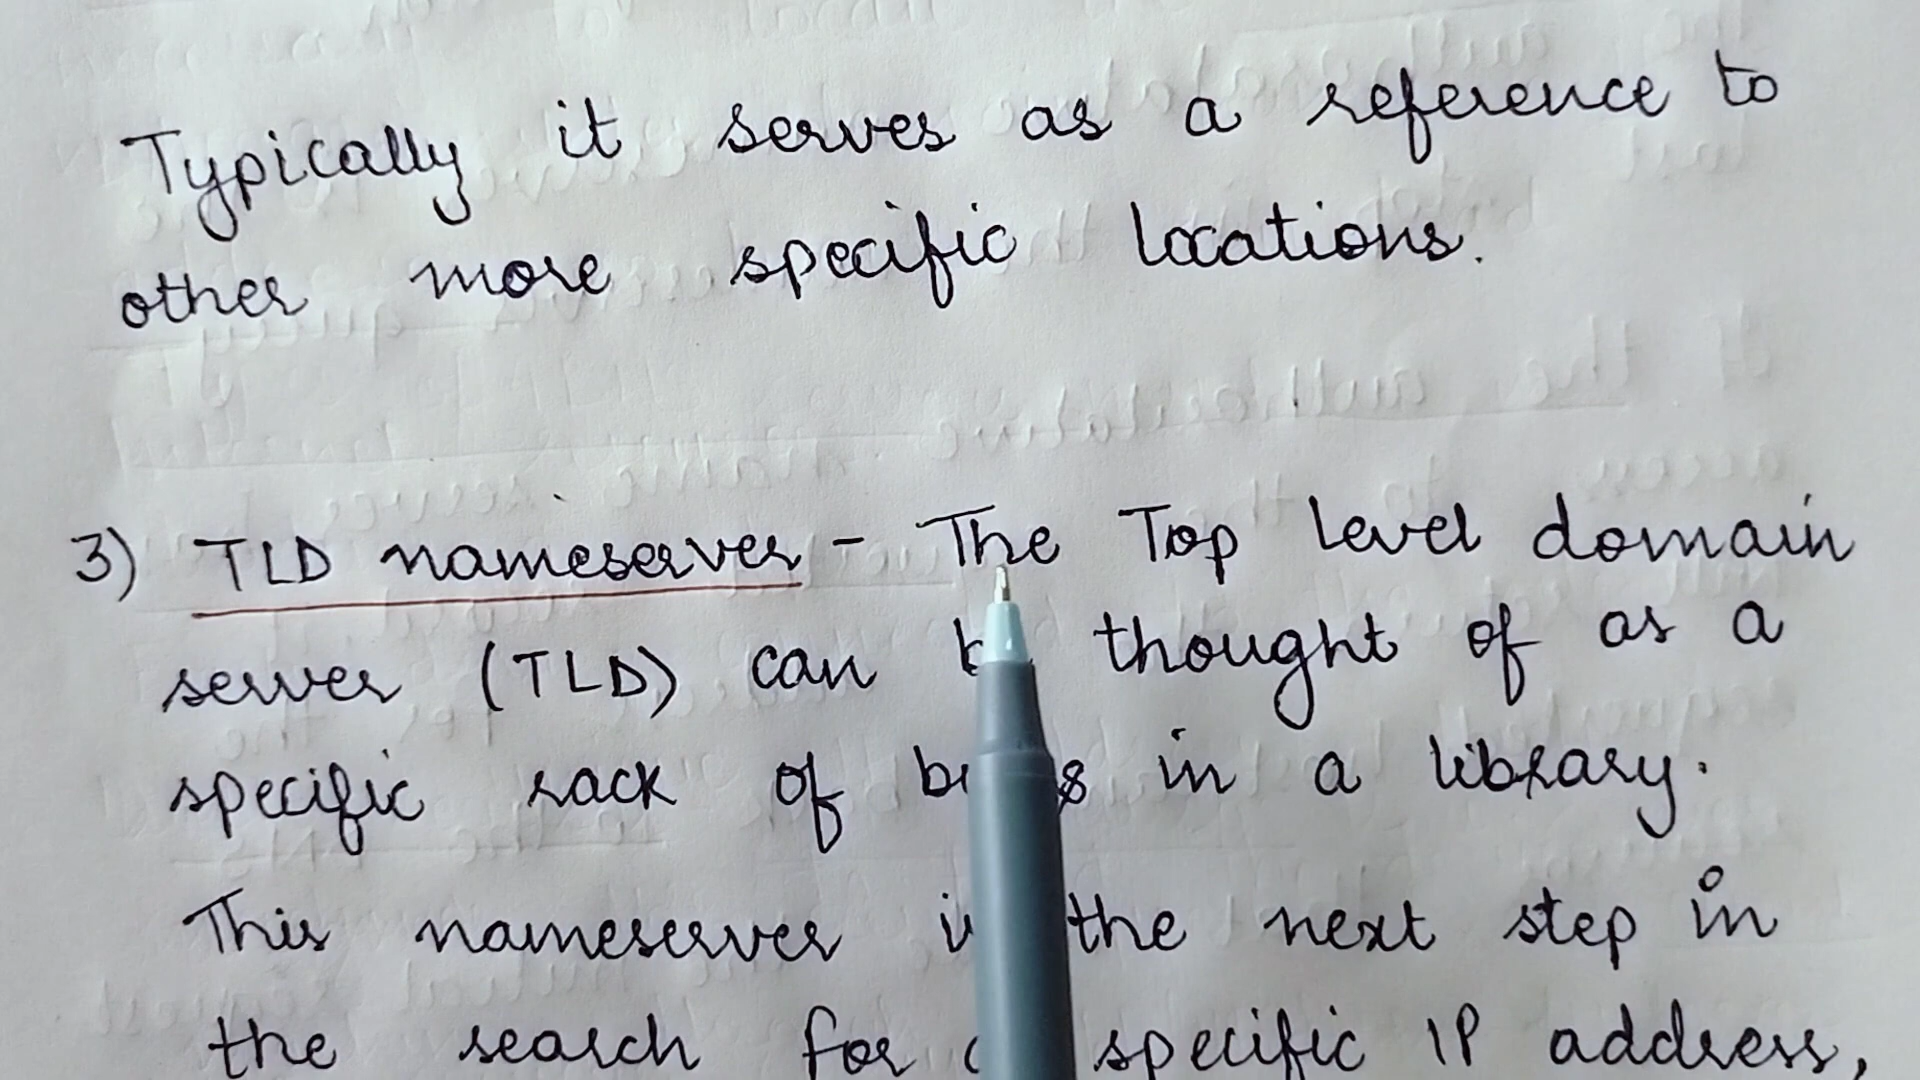 Typically it serves as a reference to
other more specific locations.
3) TLD nameserver - The Top level domain
server (TLD) can thought of as a
specific rack of in a library.
This nameserver the next step in
the search for specific IP address,